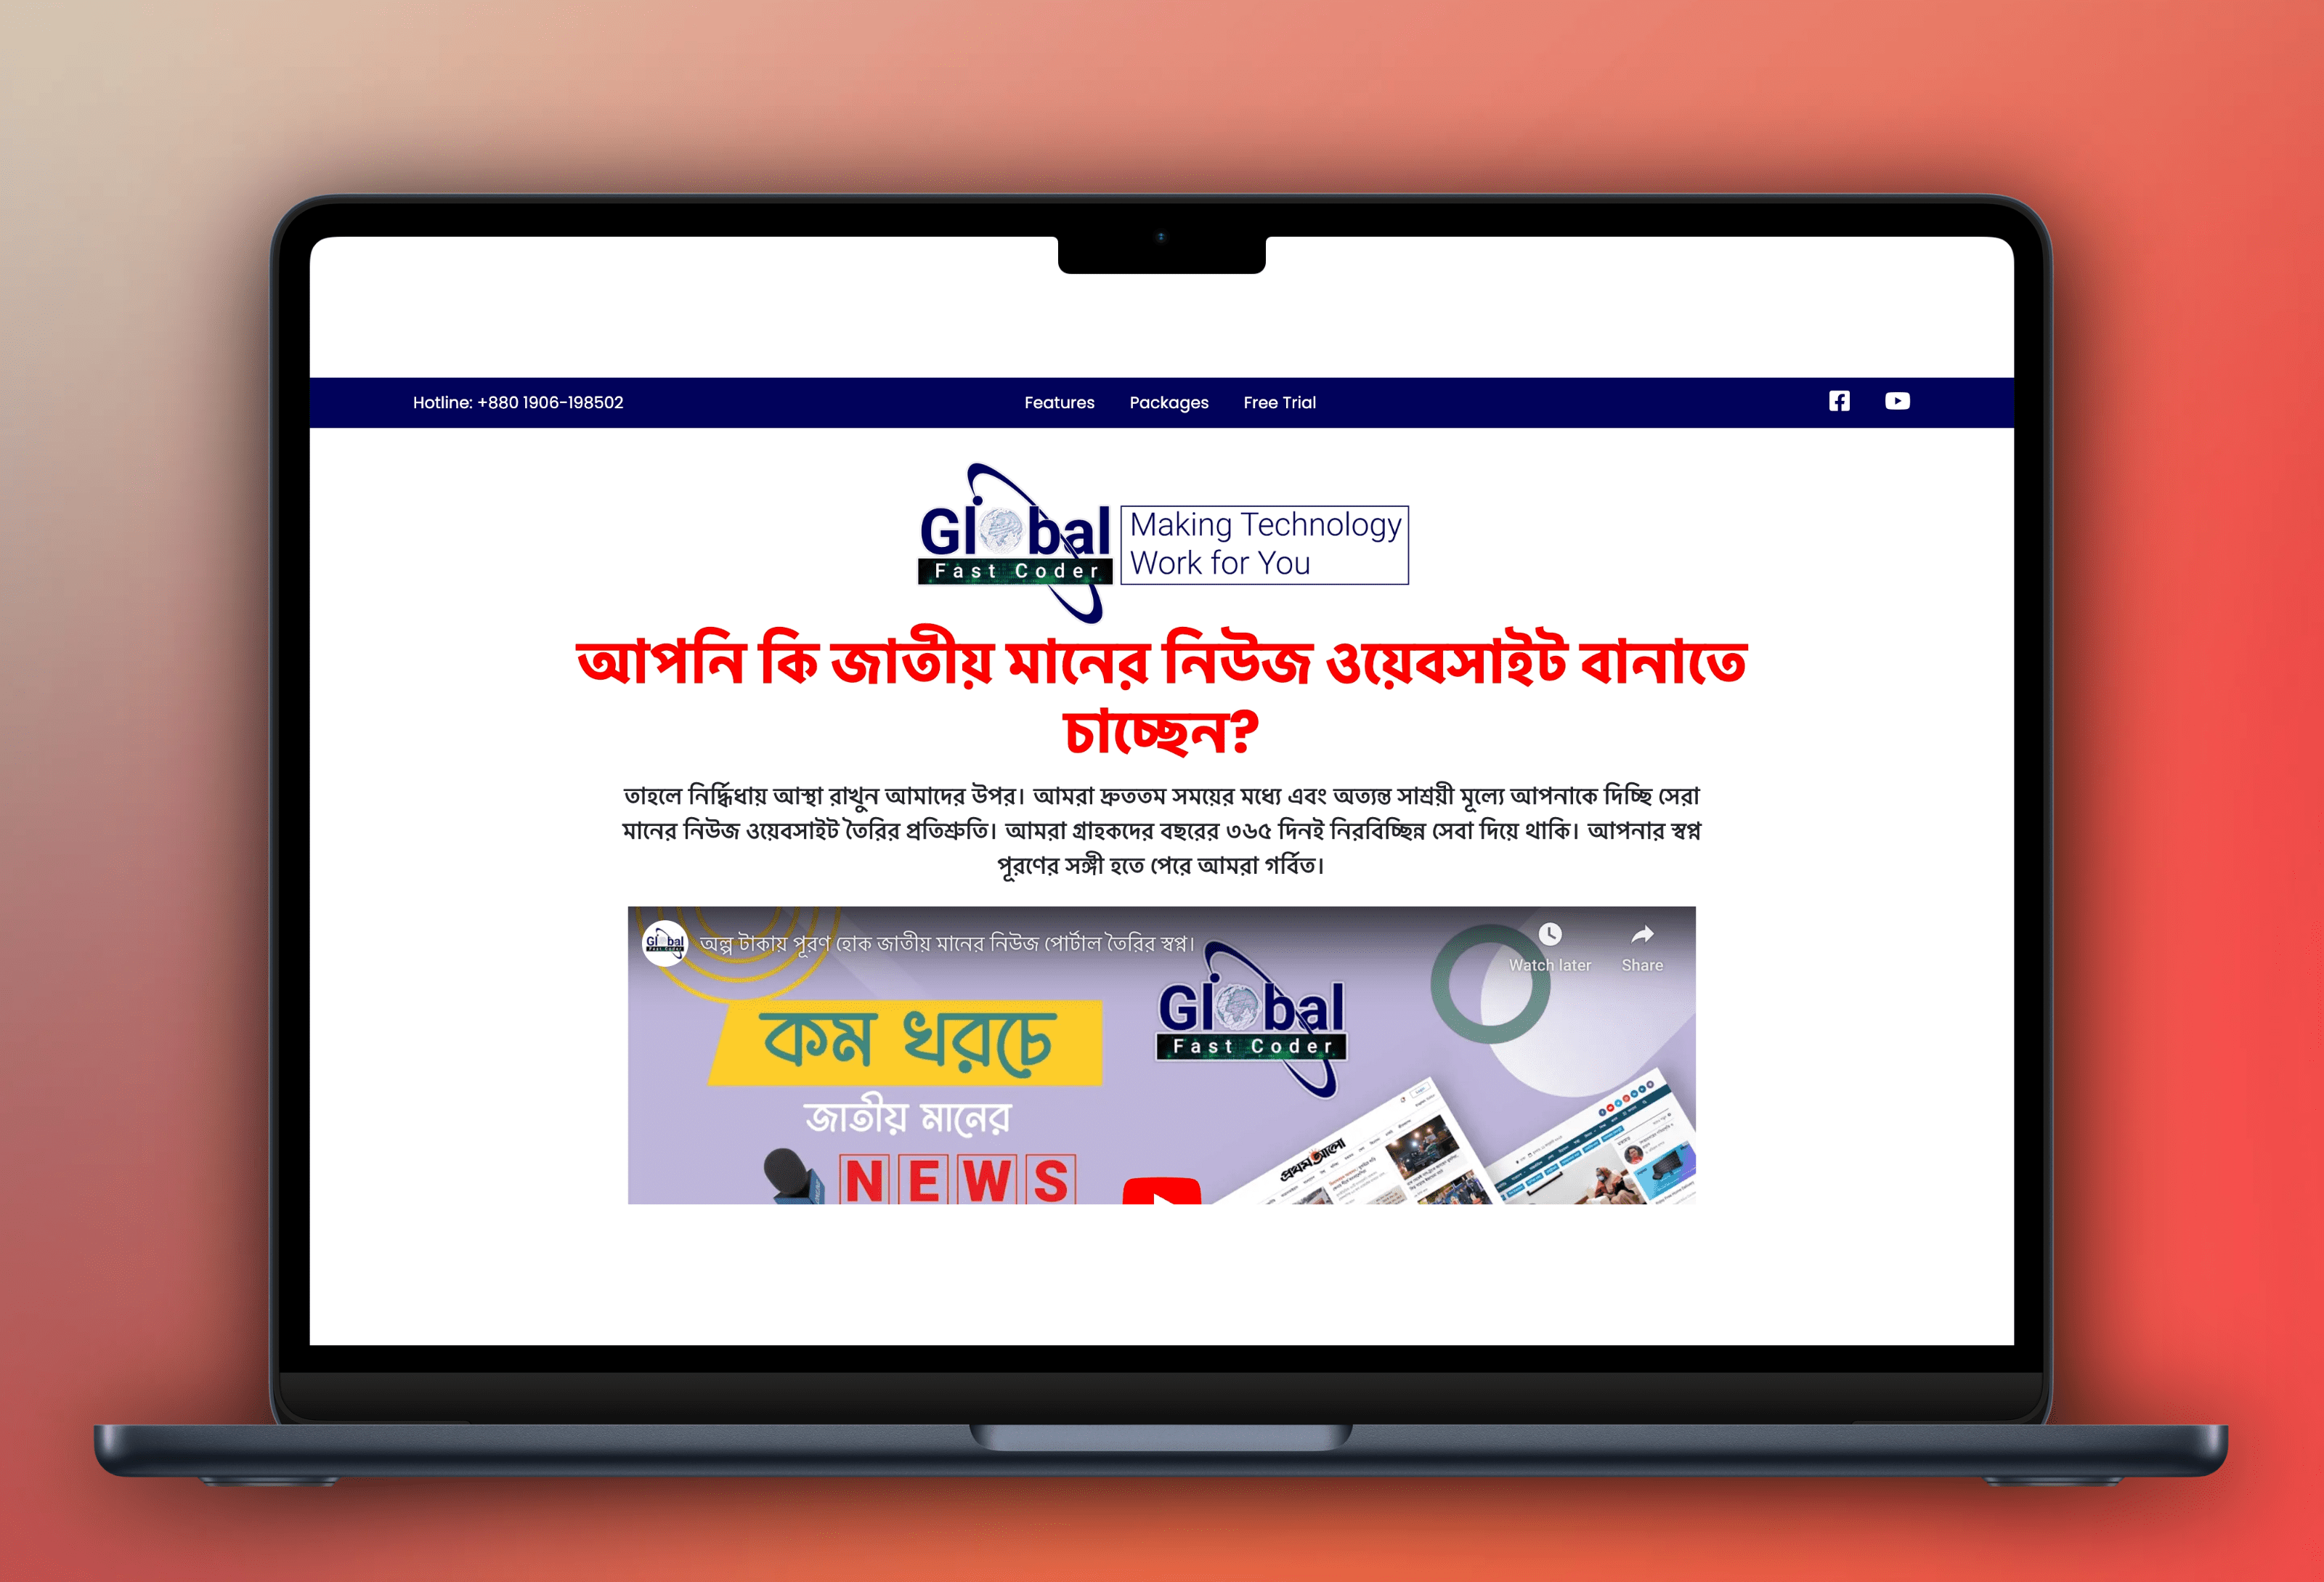 Hotline: +880 1906-198502
Features
Packages
Free Trial
Global
Fast Coder
Making Technology
Work for You
আপনি কি জাতীয় মানের নিউজ ওয়েবসাইট বানাতে
চাচ্ছেন?
তাহলে নির্দ্ধিধায় আস্থা রাখুন আমাদের উপর। আমরা দ্রুততম সময়ের মধ্যে এবং অত্যন্ত সাশ্রয়ী মূল্যে আপনাকে দিচ্ছি সেরা
মানের নিউজ ওয়েবসাইট তৈরির প্রতিশ্রুতি। আমরা গ্রাহকদের বছরের ৩৬৫ দিনই নিরবিচ্ছিন্ন সেবা দিয়ে থাকি। আপনার স্বপ্ন
পূরণের সঙ্গী হতে পেরে আমরা গর্বিত।
Global
Fast Coder
অল্প টাকায় পূরণ হোক জাতীয় মানের নিউজ পোর্টাল তৈরির স্বপ্ন।
Watch later
Share
কম খরচে
Global
Fast Coder
জাতীয় মানের
NEWS
প্রথম আলো